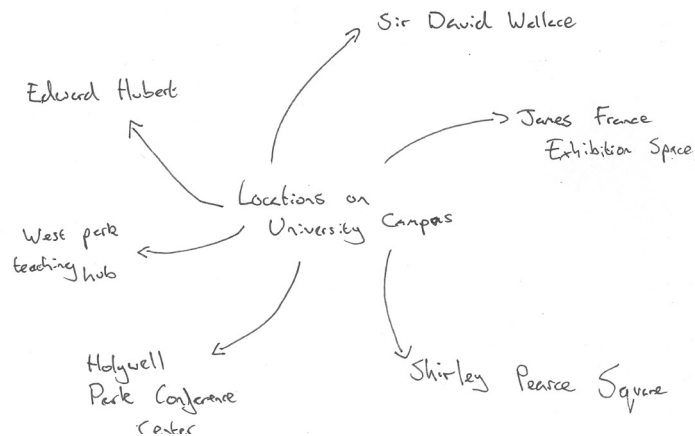 Sir David Wallace
Edward Hubert
James France
Exhibition Space
Locations on
University Campus
West park
teaching hub
Holywell
Park Conference
Center
Shirley Pearce Square